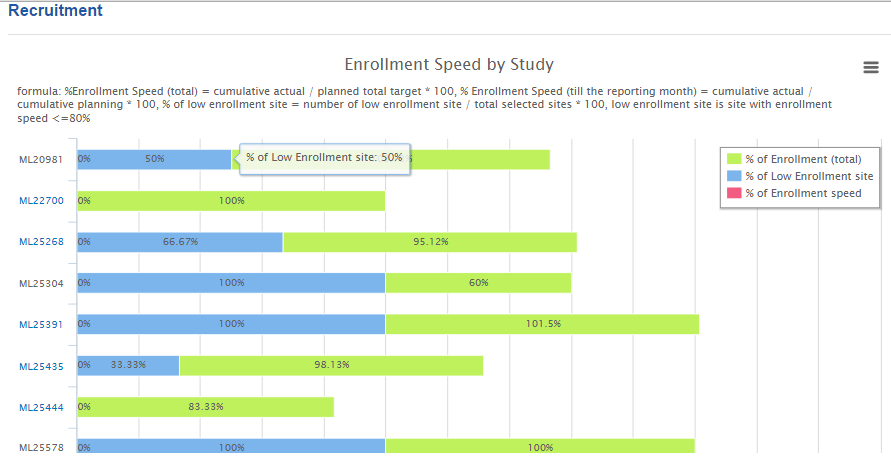 Recruitment
Enrollment Speed by Study
formula: %Enrollment Speed (total) = cumulative actual / planned total target * 100, % Enrollment Speed (till the reporting month) = cumulative actual /
cumulative planning * 100, % of low enrollment site = number of low enrollment site / total selected sites * 100, low enrollment site is site with enrollment
speed <=80%
ML20981 0% 50% % of Low Enrollment site: 50%
% of Enrollment (total)
% of Low Enrollment site
% of Enrollment speed
ML22700 0% 100%
ML25268 0% 66.67% 95.12%
ML25304 0% 100% 60%
ML25391 0% 100% 101.5%
ML25435 0% 33.33% 98.13%
ML25444 0% 83.33%
ML25578 0% 100% 100%